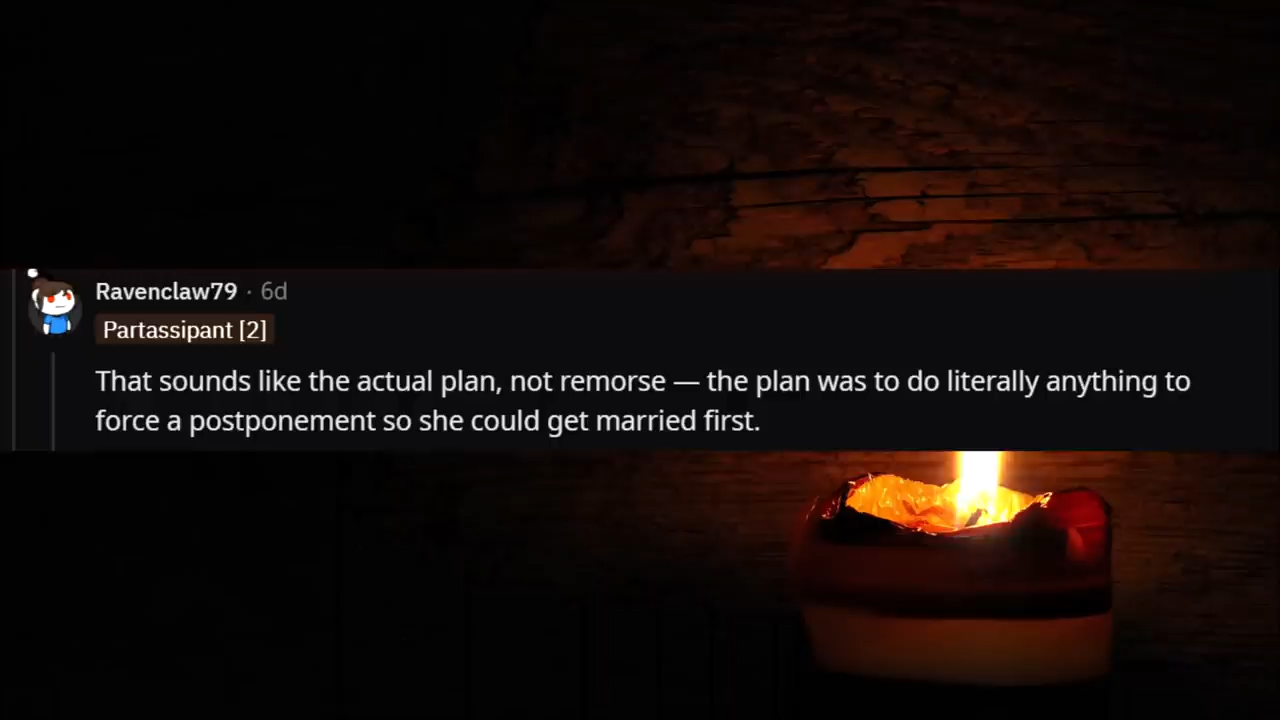 Ravenclaw79 · 6d
Partassipant [2]
That sounds like the actual plan, not remorse — the plan was to do literally anything to
force a postponement so she could get married first.